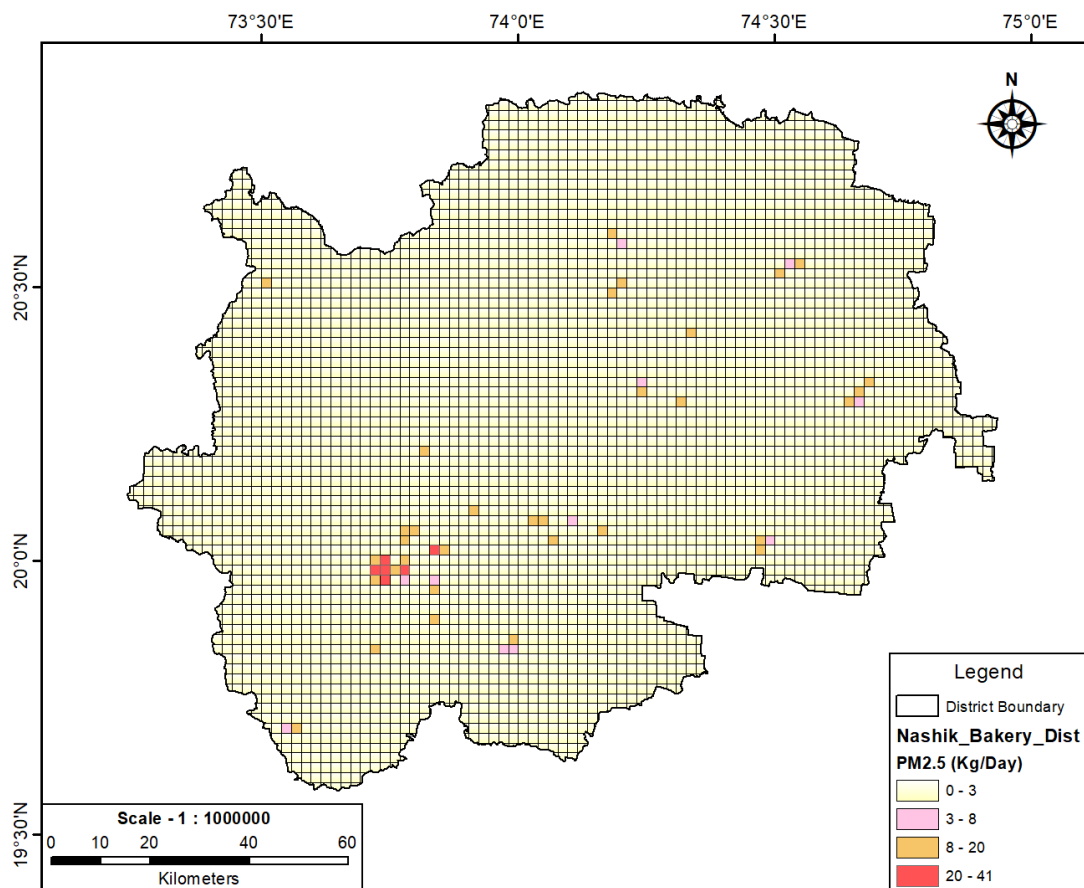 73°30'E 74°0'E 74°30'E 75°0'E
N
20°30'N
20°0'N
19°30'N
Legend
District Boundary
Nashik_Bakery_Dist
PM2.5 (Kg/Day)
0 - 3
3 - 8
8 - 20
20 - 41
Scale - 1 : 1000000
0 10 20 40 60
Kilometers